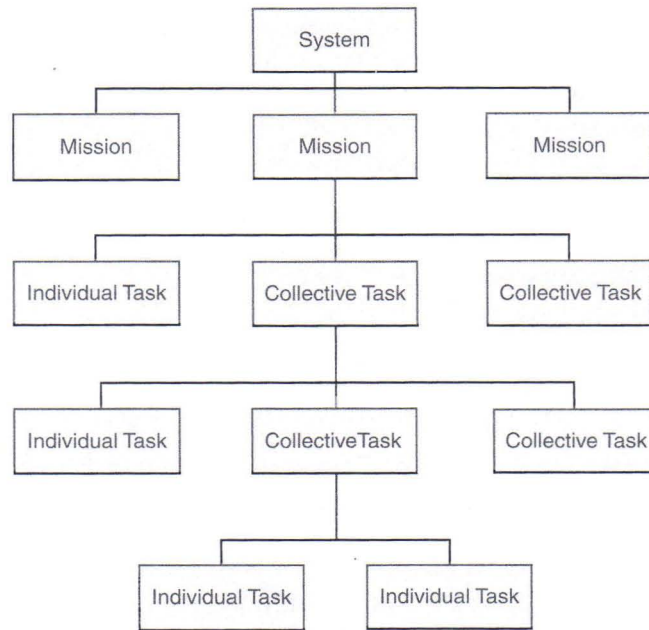 System
Mission
Mission
Mission
Individual Task
Collective Task
Collective Task
Individual Task
CollectiveTask
Collective Task
Individual Task
Individual Task